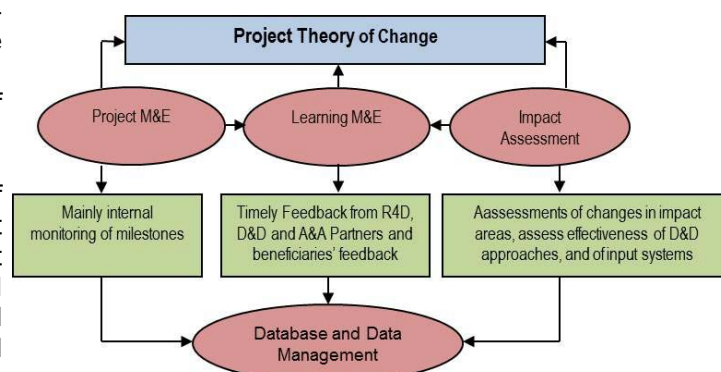 Project Theory of Change
Project M&E
Learning M&E
Impact
Assessment
Mainly internal
monitoring of milestones
Timely Feedback from R4D,
D&D and A&A Partners and
beneficiaries' feedback
Aassessments of changes in impact
areas, assess effectiveness of D&D
approaches, and of input systems
Database and Data
Management